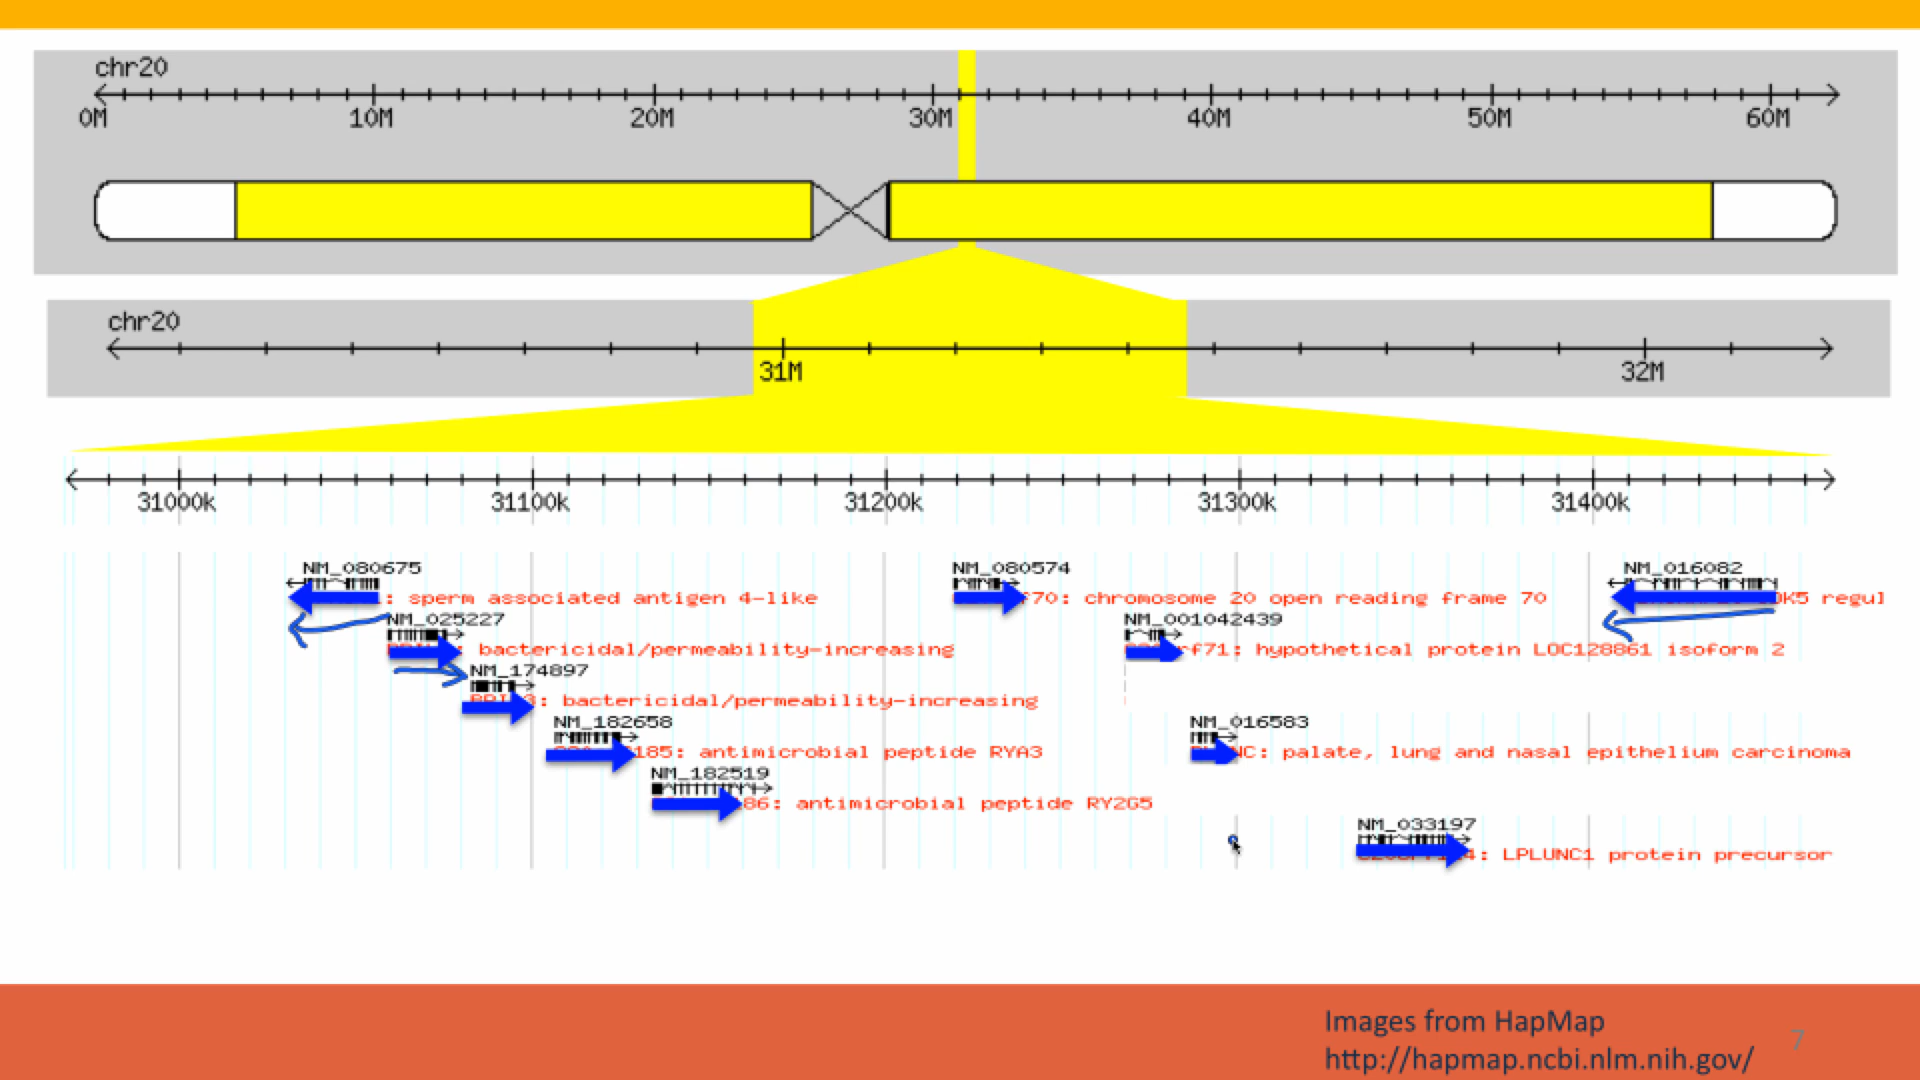 chr20
0M 10M 20M 30M 40M 50M 60M
chr20
31M 32M
31000k 31100k 31200k 31300k 31400k
NM_080675 NM_080574 NM_016082
: sperm associated antigen 4-like f70: chromosome 20 open reading frame 70 DK5 regul
NM_025227 NM_001042439
: bactericidal/permeability-increasing rf71: hypothetical protein LOC128861 isoform 2
NM_174897
: bactericidal/permeability-increasing
NM_182658 NM_016583
185: antimicrobial peptide RYA3 NC: palate, lung and nasal epithelium carcinoma
NM_182519
86: antimicrobial peptide RY2G5
NM_033197
4: LPLUNC1 protein precursor
Images from HapMap
http://hapmap.ncbi.nlm.nih.gov/
7